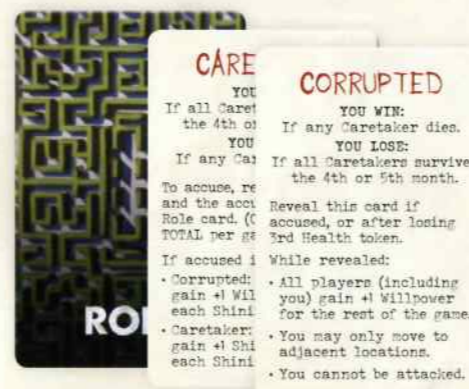 RO
CARE
YOU
If all Caret
the 4th or
YOU
If any Car
To accuse, re
and the accu
Role card. (O
TOTAL per ga
If accused i
• Corrupted:
gain +1 Wil
each Shini
• Caretaker:
gain +1 Shi
each Shini
CORRUPTED
YOU WIN:
If any Caretaker dies.
YOU LOSE:
If all Caretakers survive
the 4th or 5th month.
Reveal this card if
accused, or after losing
3rd Health token.
While revealed:
• All players (including
you) gain +1 Willpower
for the rest of the game.
• You may only move to
adjacent locations.
• You cannot be attacked.